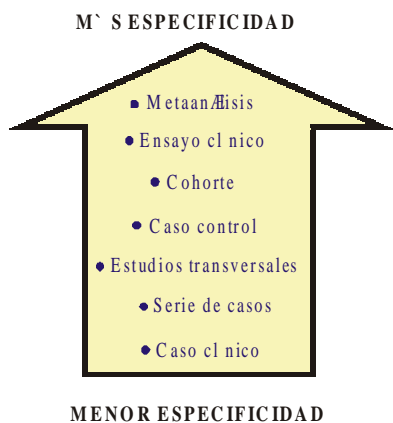 M` S ESPECIFICIDAD
MetaanÆlisis
Ensayo cl nico
Cohorte
Caso control
Estudios transversales
Serie de casos
Caso cl nico
MENOR ESPECIFICIDAD